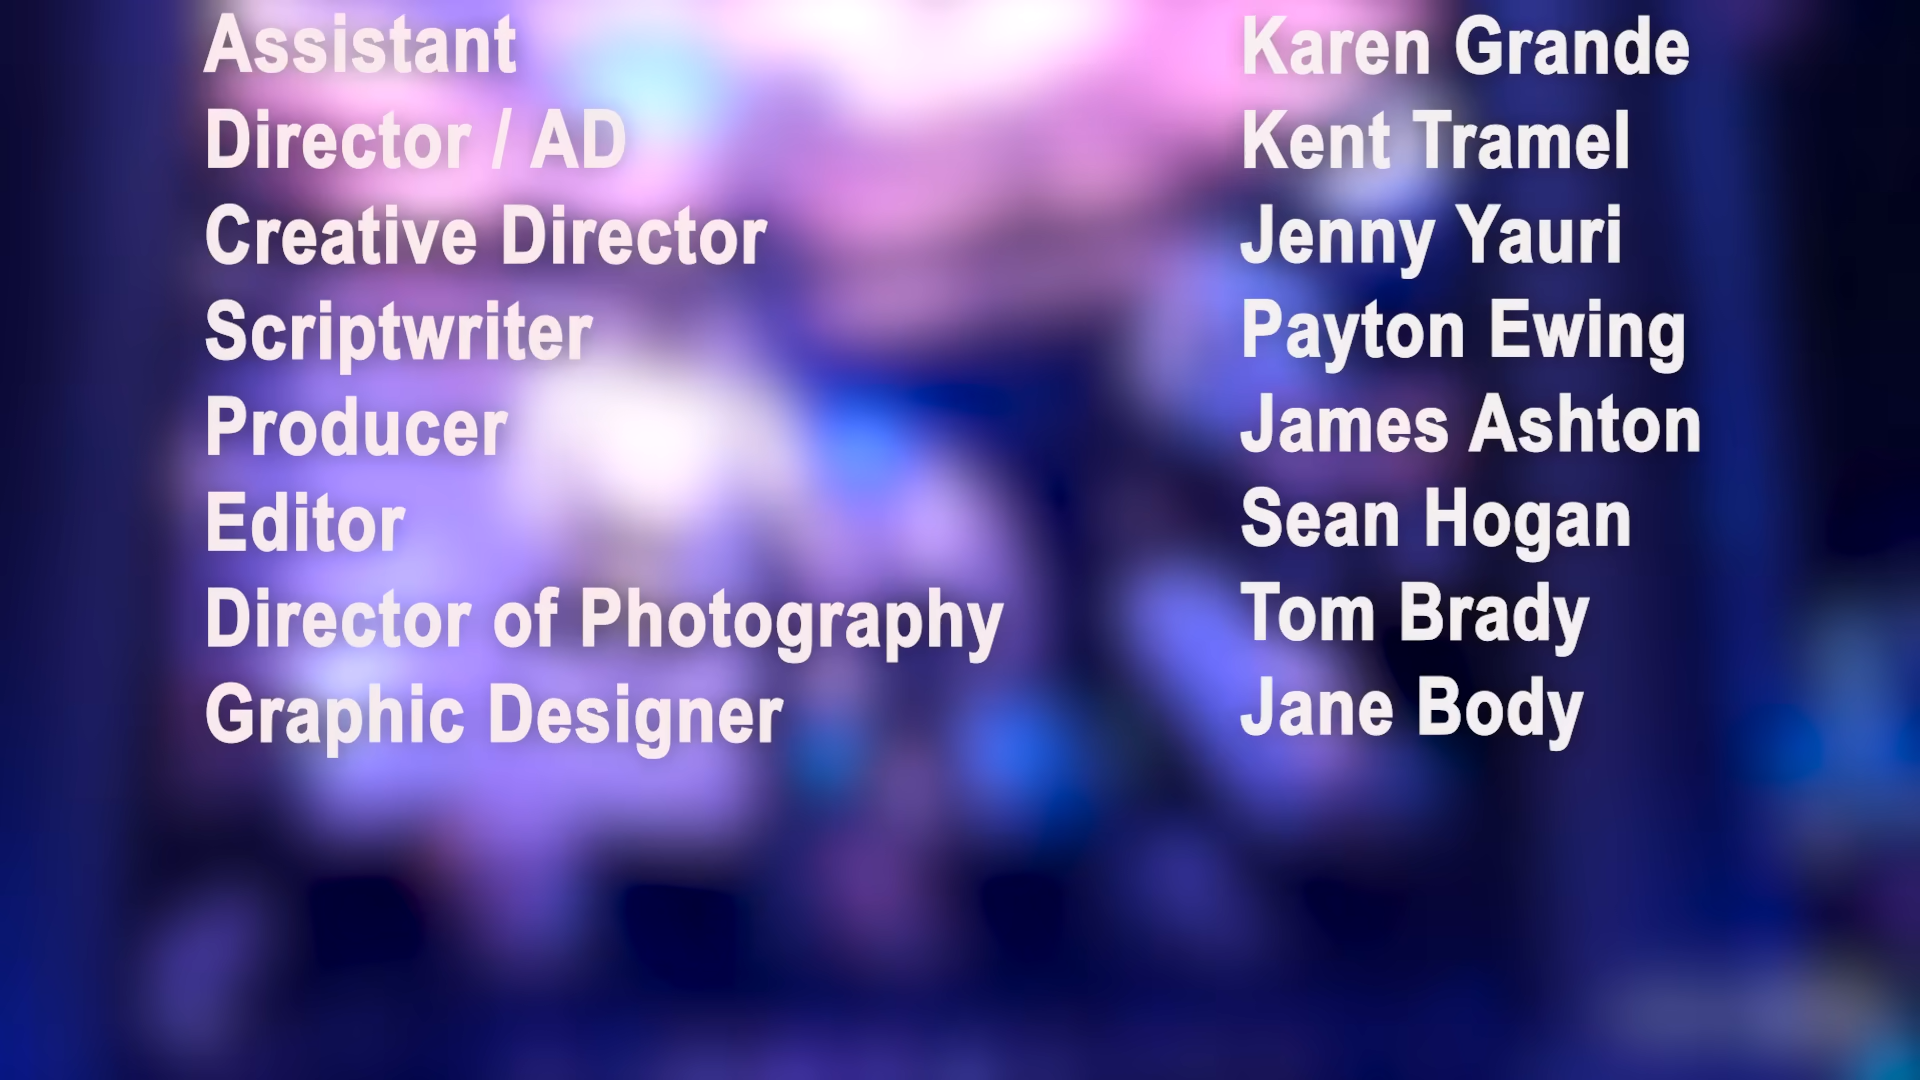 Assistant Karen Grande
Director / AD Kent Tramel
Creative Director Jenny Yauri
Scriptwriter Payton Ewing
Producer James Ashton
Editor Sean Hogan
Director of Photography Tom Brady
Graphic Designer Jane Body